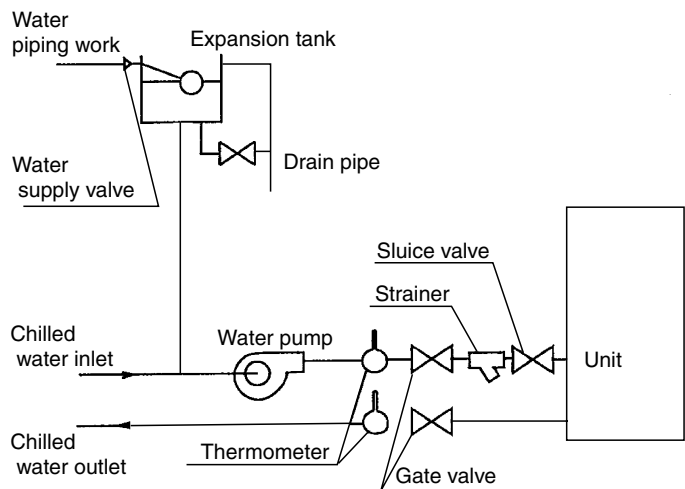 Water
piping work
Expansion tank
Water
supply valve
Drain pipe
Sluice valve
Strainer
Chilled
water inlet
Water pump
Unit
Chilled
water outlet
Thermometer
Gate valve